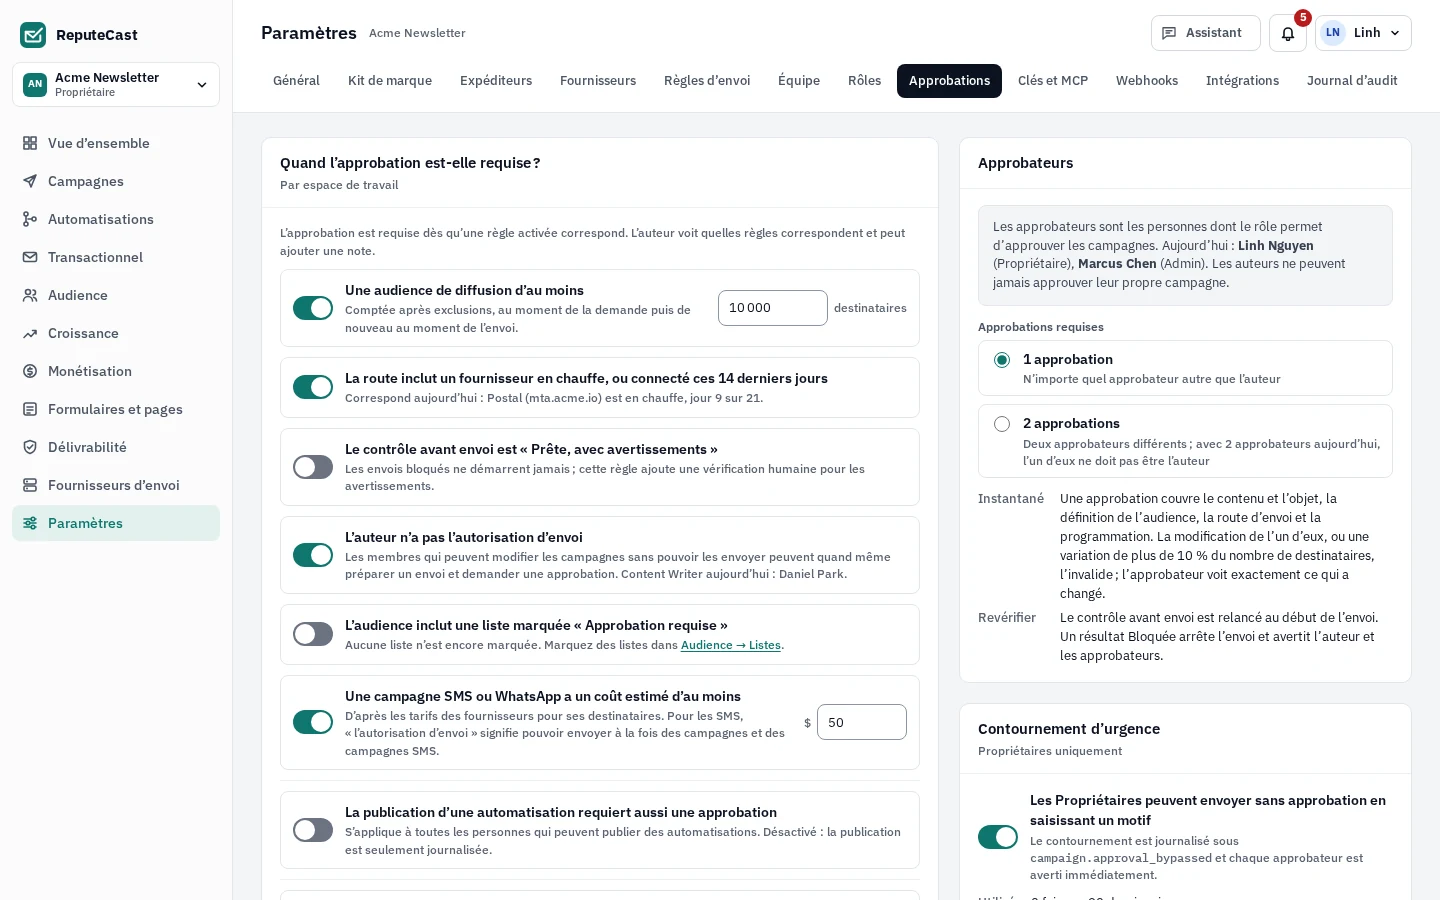 ReputeCast
AN
Acme Newsletter
Propriétaire
Vue d’ensemble
Campagnes
Automatisations
Transactionnel
Audience
Croissance
Monétisation
Formulaires et pages
Délivrabilité
Fournisseurs d’envoi
Paramètres
Paramètres
Acme Newsletter
Assistant
5
LN
Linh
Général
Kit de marque
Expéditeurs
Fournisseurs
Règles d’envoi
Équipe
Rôles
Approbations
Clés et MCP
Webhooks
Intégrations
Journal d’audit
Quand l’approbation est-elle requise ?
Par espace de travail
L’approbation est requise dès qu’une règle activée correspond. L’auteur voit quelles règles correspondent et peut
ajouter une note.
Une audience de diffusion d’au moins
Comptée après exclusions, au moment de la demande puis de
nouveau au moment de l’envoi.
10 000
destinataires
La route inclut un fournisseur en chauffe, ou connecté ces 14 derniers jours
Correspond aujourd’hui : Postal (mta.acme.io) est en chauffe, jour 9 sur 21.
Le contrôle avant envoi est « Prête, avec avertissements »
Les envois bloqués ne démarrent jamais ; cette règle ajoute une vérification humaine pour les
avertissements.
L’auteur n’a pas l’autorisation d’envoi
Les membres qui peuvent modifier les campagnes sans pouvoir les envoyer peuvent quand même
préparer un envoi et demander une approbation. Content Writer aujourd’hui : Daniel Park.
L’audience inclut une liste marquée « Approbation requise »
Aucune liste n’est encore marquée. Marquez des listes dans Audience → Listes.
Une campagne SMS ou WhatsApp a un coût estimé d’au moins
D’après les tarifs des fournisseurs pour ses destinataires. Pour les SMS,
« l’autorisation d’envoi » signifie pouvoir envoyer à la fois des campagnes et des
campagnes SMS.
$
50
La publication d’une automatisation requiert aussi une approbation
S’applique à toutes les personnes qui peuvent publier des automatisations. Désactivé : la publication
est seulement journalisée.
Approbateurs
Les approbateurs sont les personnes dont le rôle permet
d’approuver les campagnes. Aujourd’hui : Linh Nguyen
(Propriétaire), Marcus Chen (Admin). Les auteurs ne peuvent
jamais approuver leur propre campagne.
Approbations requises
1 approbation
N’importe quel approbateur autre que l’auteur
2 approbations
Deux approbateurs différents ; avec 2 approbateurs aujourd’hui,
l’un d’eux ne doit pas être l’auteur
Instantané
Une approbation couvre le contenu et l’objet, la
définition de l’audience, la route d’envoi et la
programmation. La modification de l’un d’eux, ou une
variation de plus de 10 % du nombre de destinataires,
l’invalide ; l’approbateur voit exactement ce qui a
changé.
Revérifier
Le contrôle avant envoi est relancé au début de l’envoi.
Un résultat Bloquée arrête l’envoi et avertit l’auteur et
les approbateurs.
Contournement d’urgence
Propriétaires uniquement
Les Propriétaires peuvent envoyer sans approbation en
saisissant un motif
Le contournement est journalisé sous
campaign.approval_bypassed et chaque approbateur est
averti immédiatement.